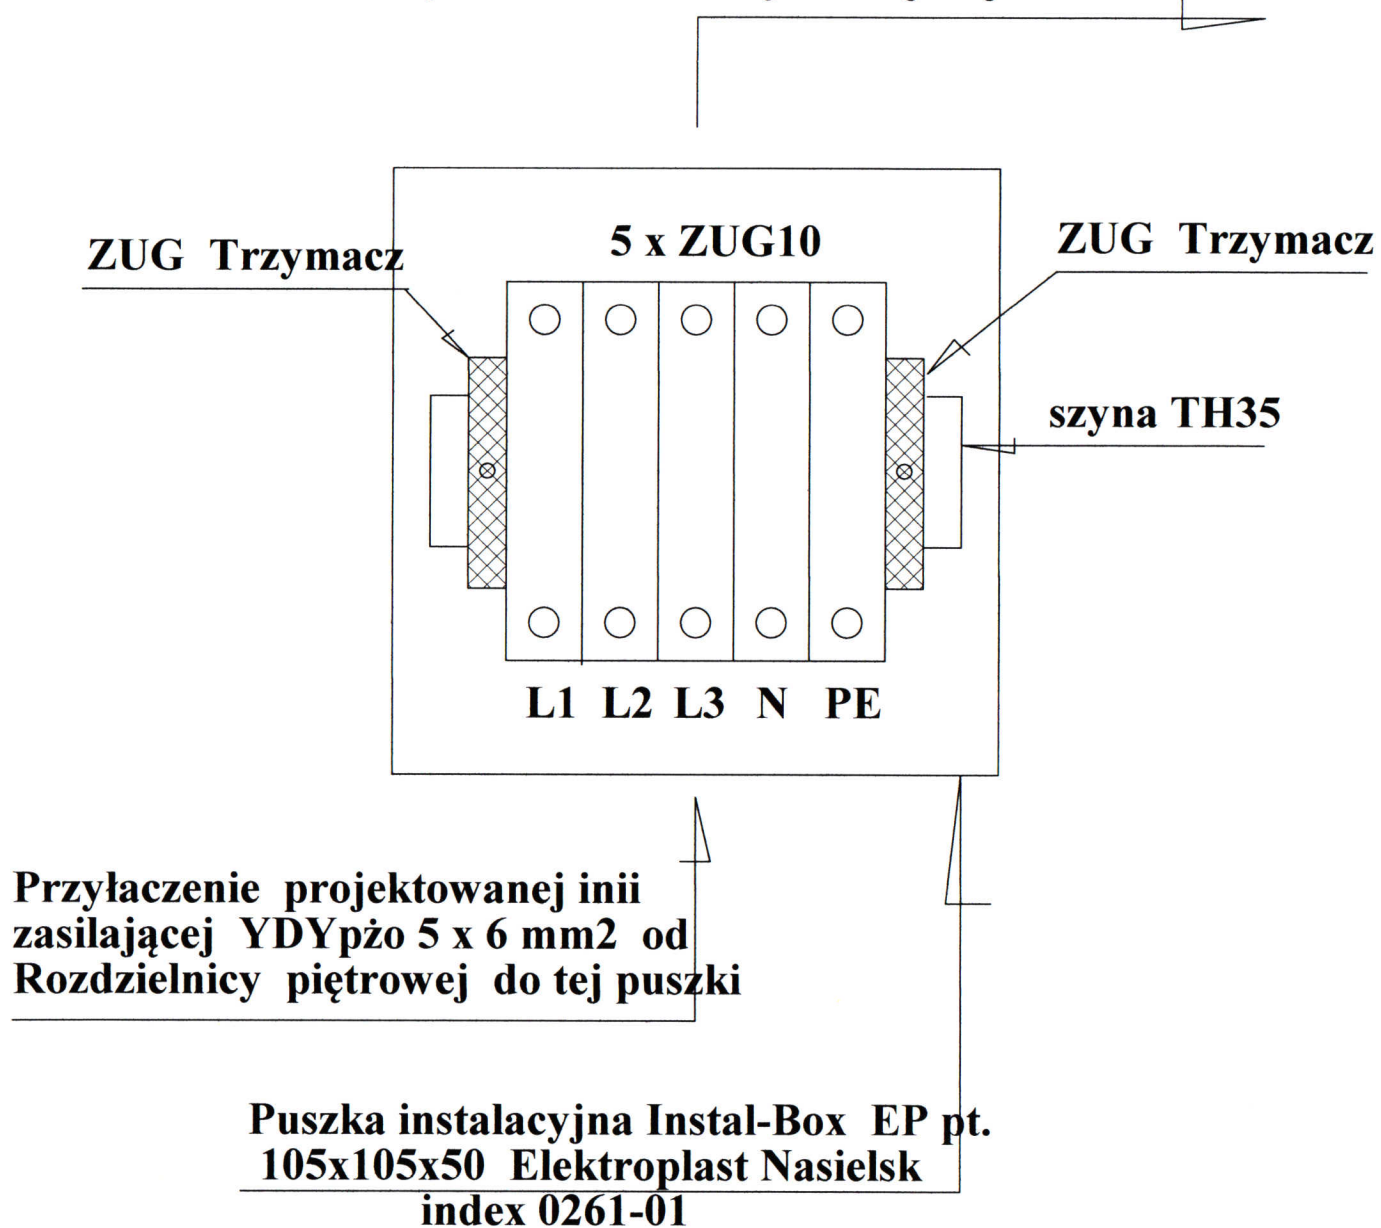 ZUG Trzymacz
5 x ZUG10
ZUG Trzymacz
szyna TH35
L1 L2 L3 N PE
Przyłaczenie projektowanej inii
zasilającej YDYpżo 5 x 6 mm2 od
Rozdzielnicy piętrowej do tej puszki
Puszka instalacyjna Instal-Box EP pt.
105x105x50 Elektroplast Nasielsk
index 0261-01